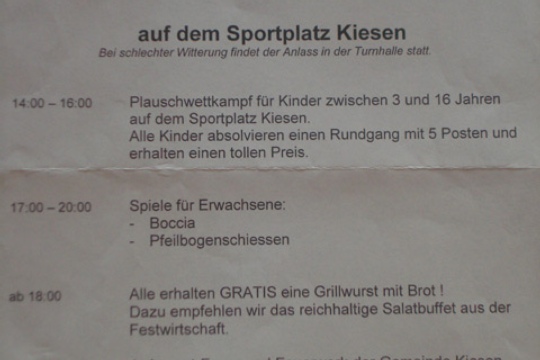 auf dem Sportplatz Kiesen
Bei schlechter Witterung findet der Anlass in der Turnhalle statt.
14:00 – 16:00 Plauschwettkampf für Kinder zwischen 3 und 16 Jahren
auf dem Sportplatz Kiesen.
Alle Kinder absolvieren einen Rundgang mit 5 Posten und
erhalten einen tollen Preis.
17:00 – 20:00 Spiele für Erwachsene:
- Boccia
- Pfeilbogenschiessen
ab 18:00 Alle erhalten GRATIS eine Grillwurst mit Brot !
Dazu empfehlen wir das reichhaltige Salatbuffet aus der
Festwirtschaft.